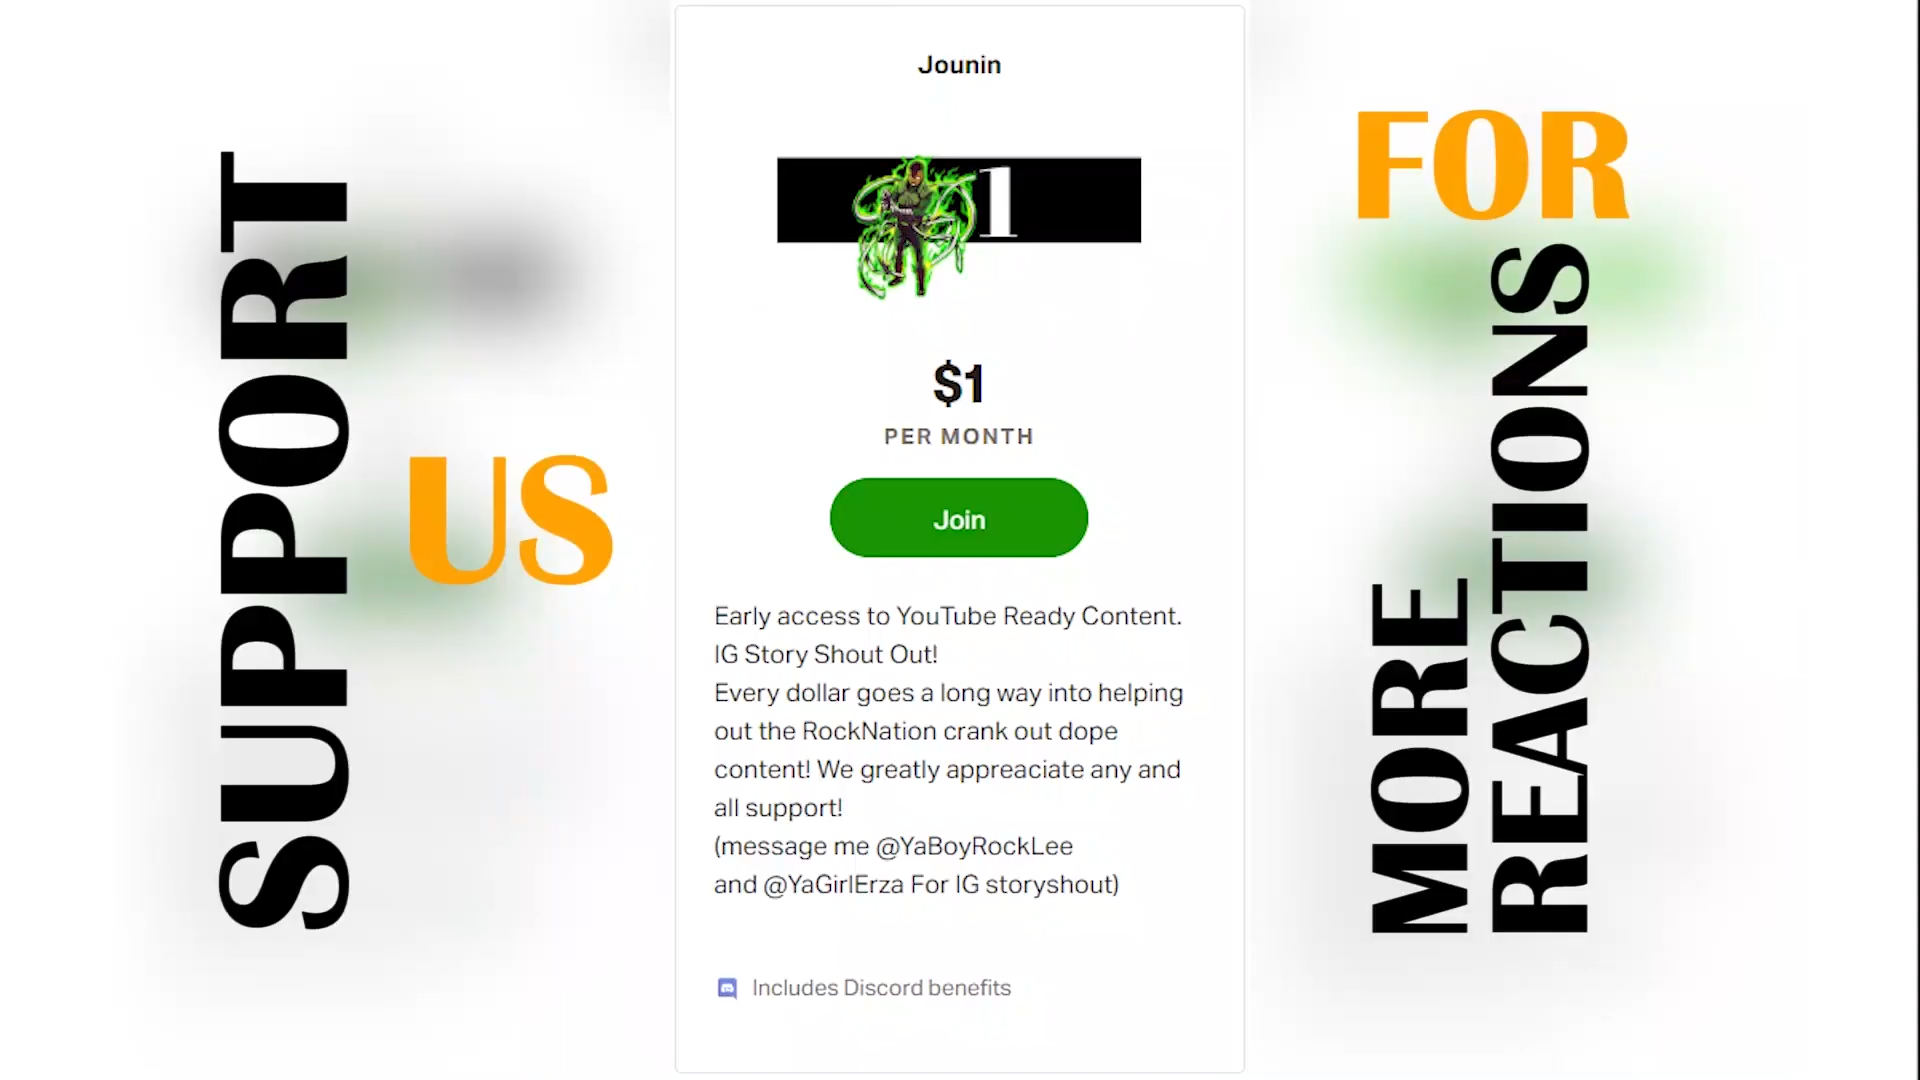 SUPPORT
US
Jounin
1
$1
PER MONTH
Join
Early access to YouTube Ready Content.
IG Story Shout Out!
Every dollar goes a long way into helping
out the RockNation crank out dope
content! We greatly appreaciate any and
all support!
(message me @YaBoyRockLee
and @YaGirlErza For IG storyshout)
Includes Discord benefits
FOR
MORE
REACTIONS